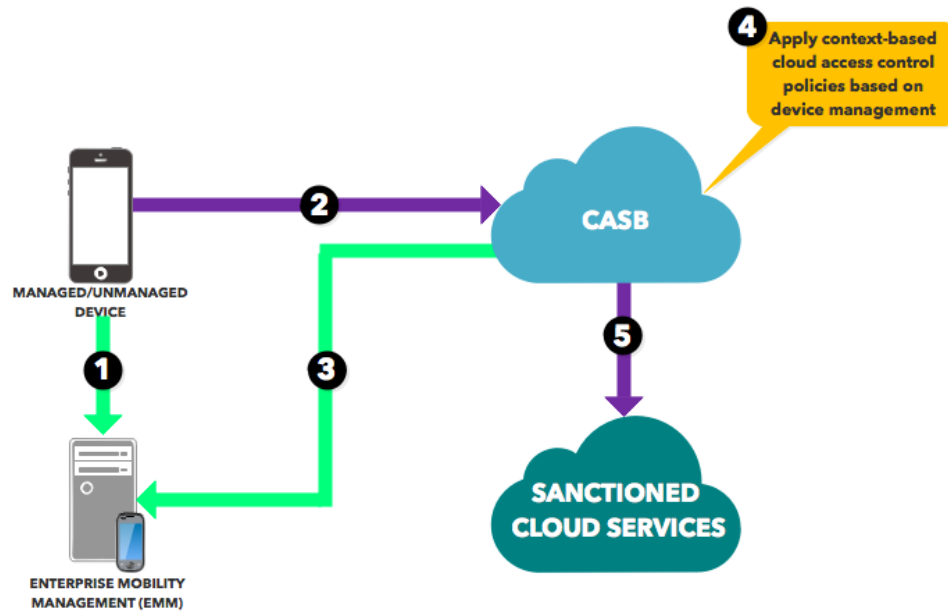 4
Apply context-based
cloud access control
policies based on
device management
2
CASB
MANAGED/UNMANAGED
DEVICE
1
3
5
SANCTIONED
CLOUD SERVICES
ENTERPRISE MOBILITY
MANAGEMENT (EMM)